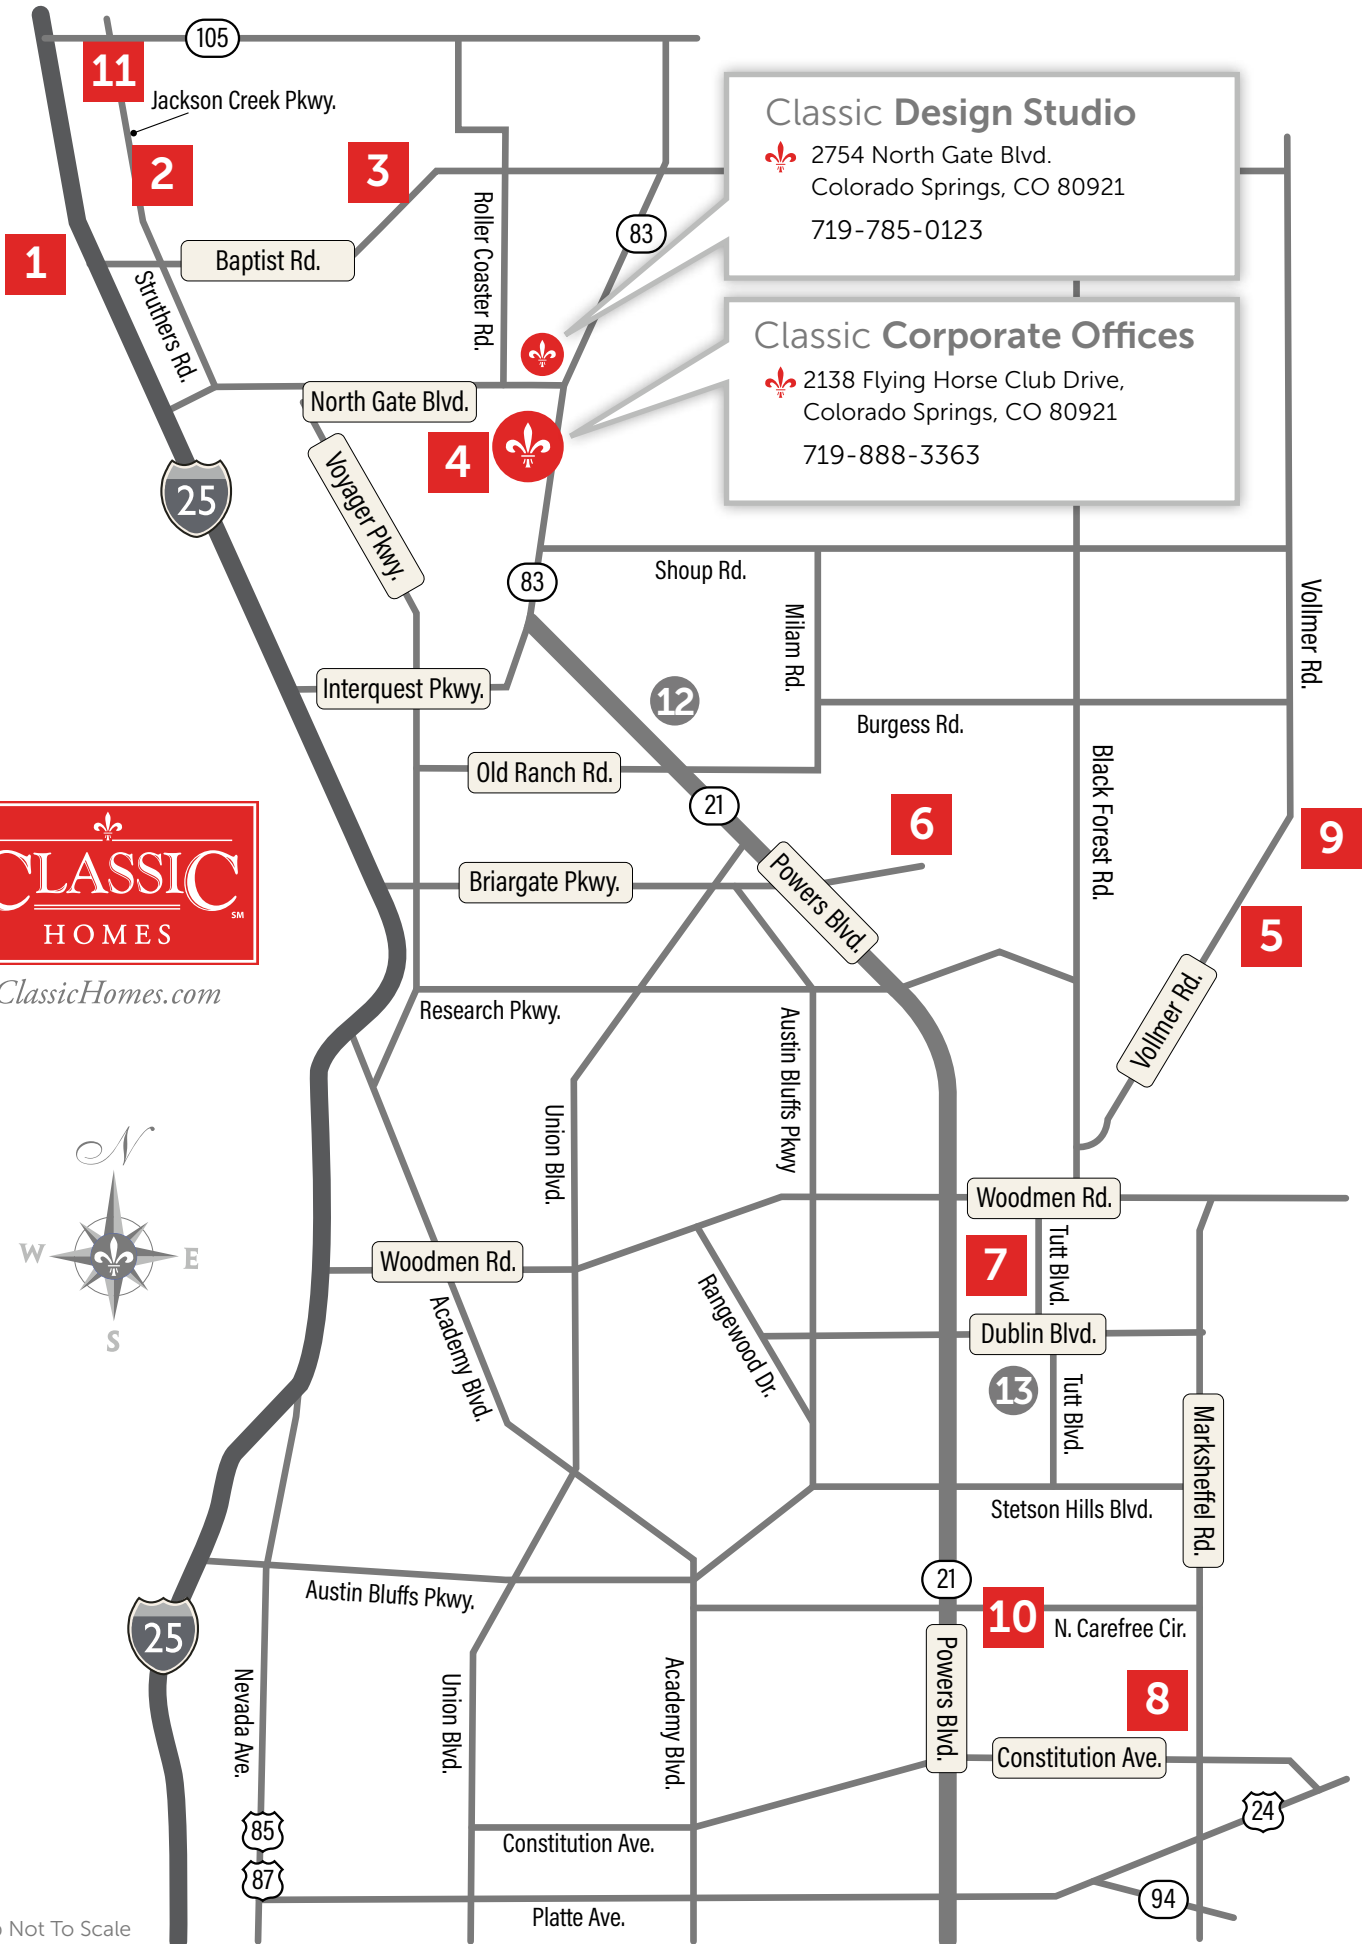 105
11
Jackson Creek Pkwy.
2
3
1
Baptist Rd.
Struthers Rd.
Roller Coaster Rd.
83
Classic Design Studio
2754 North Gate Blvd.
Colorado Springs, CO 80921
719-785-0123
Classic Corporate Offices
2138 Flying Horse Club Drive,
Colorado Springs, CO 80921
719-888-3363
North Gate Blvd.
4
25
Voyager Pkwy.
83
Shoup Rd.
Milam Rd.
Vollmer Rd.
Interquest Pkwy.
12
Burgess Rd.
Old Ranch Rd.
21
Black Forest Rd.
6
9
CLASSIC
SM
HOMES
ClassicHomes.com
Briargate Pkwy.
Powers Blvd.
5
Research Pkwy.
Vollmer Rd.
Austin Bluffs Pkwy
Union Blvd.
N
W
E
S
Woodmen Rd.
Woodmen Rd.
7
Tutt Blvd.
Rangewood Dr.
Academy Blvd.
Dublin Blvd.
13
Tutt Blvd.
Marksheffel Rd.
Stetson Hills Blvd.
Austin Bluffs Pkwy.
21
10
N. Carefree Cir.
25
Nevada Ave.
Union Blvd.
Academy Blvd.
Powers Blvd.
8
Constitution Ave.
24
85
87
Constitution Ave.
94
Platte Ave.
Not To Scale